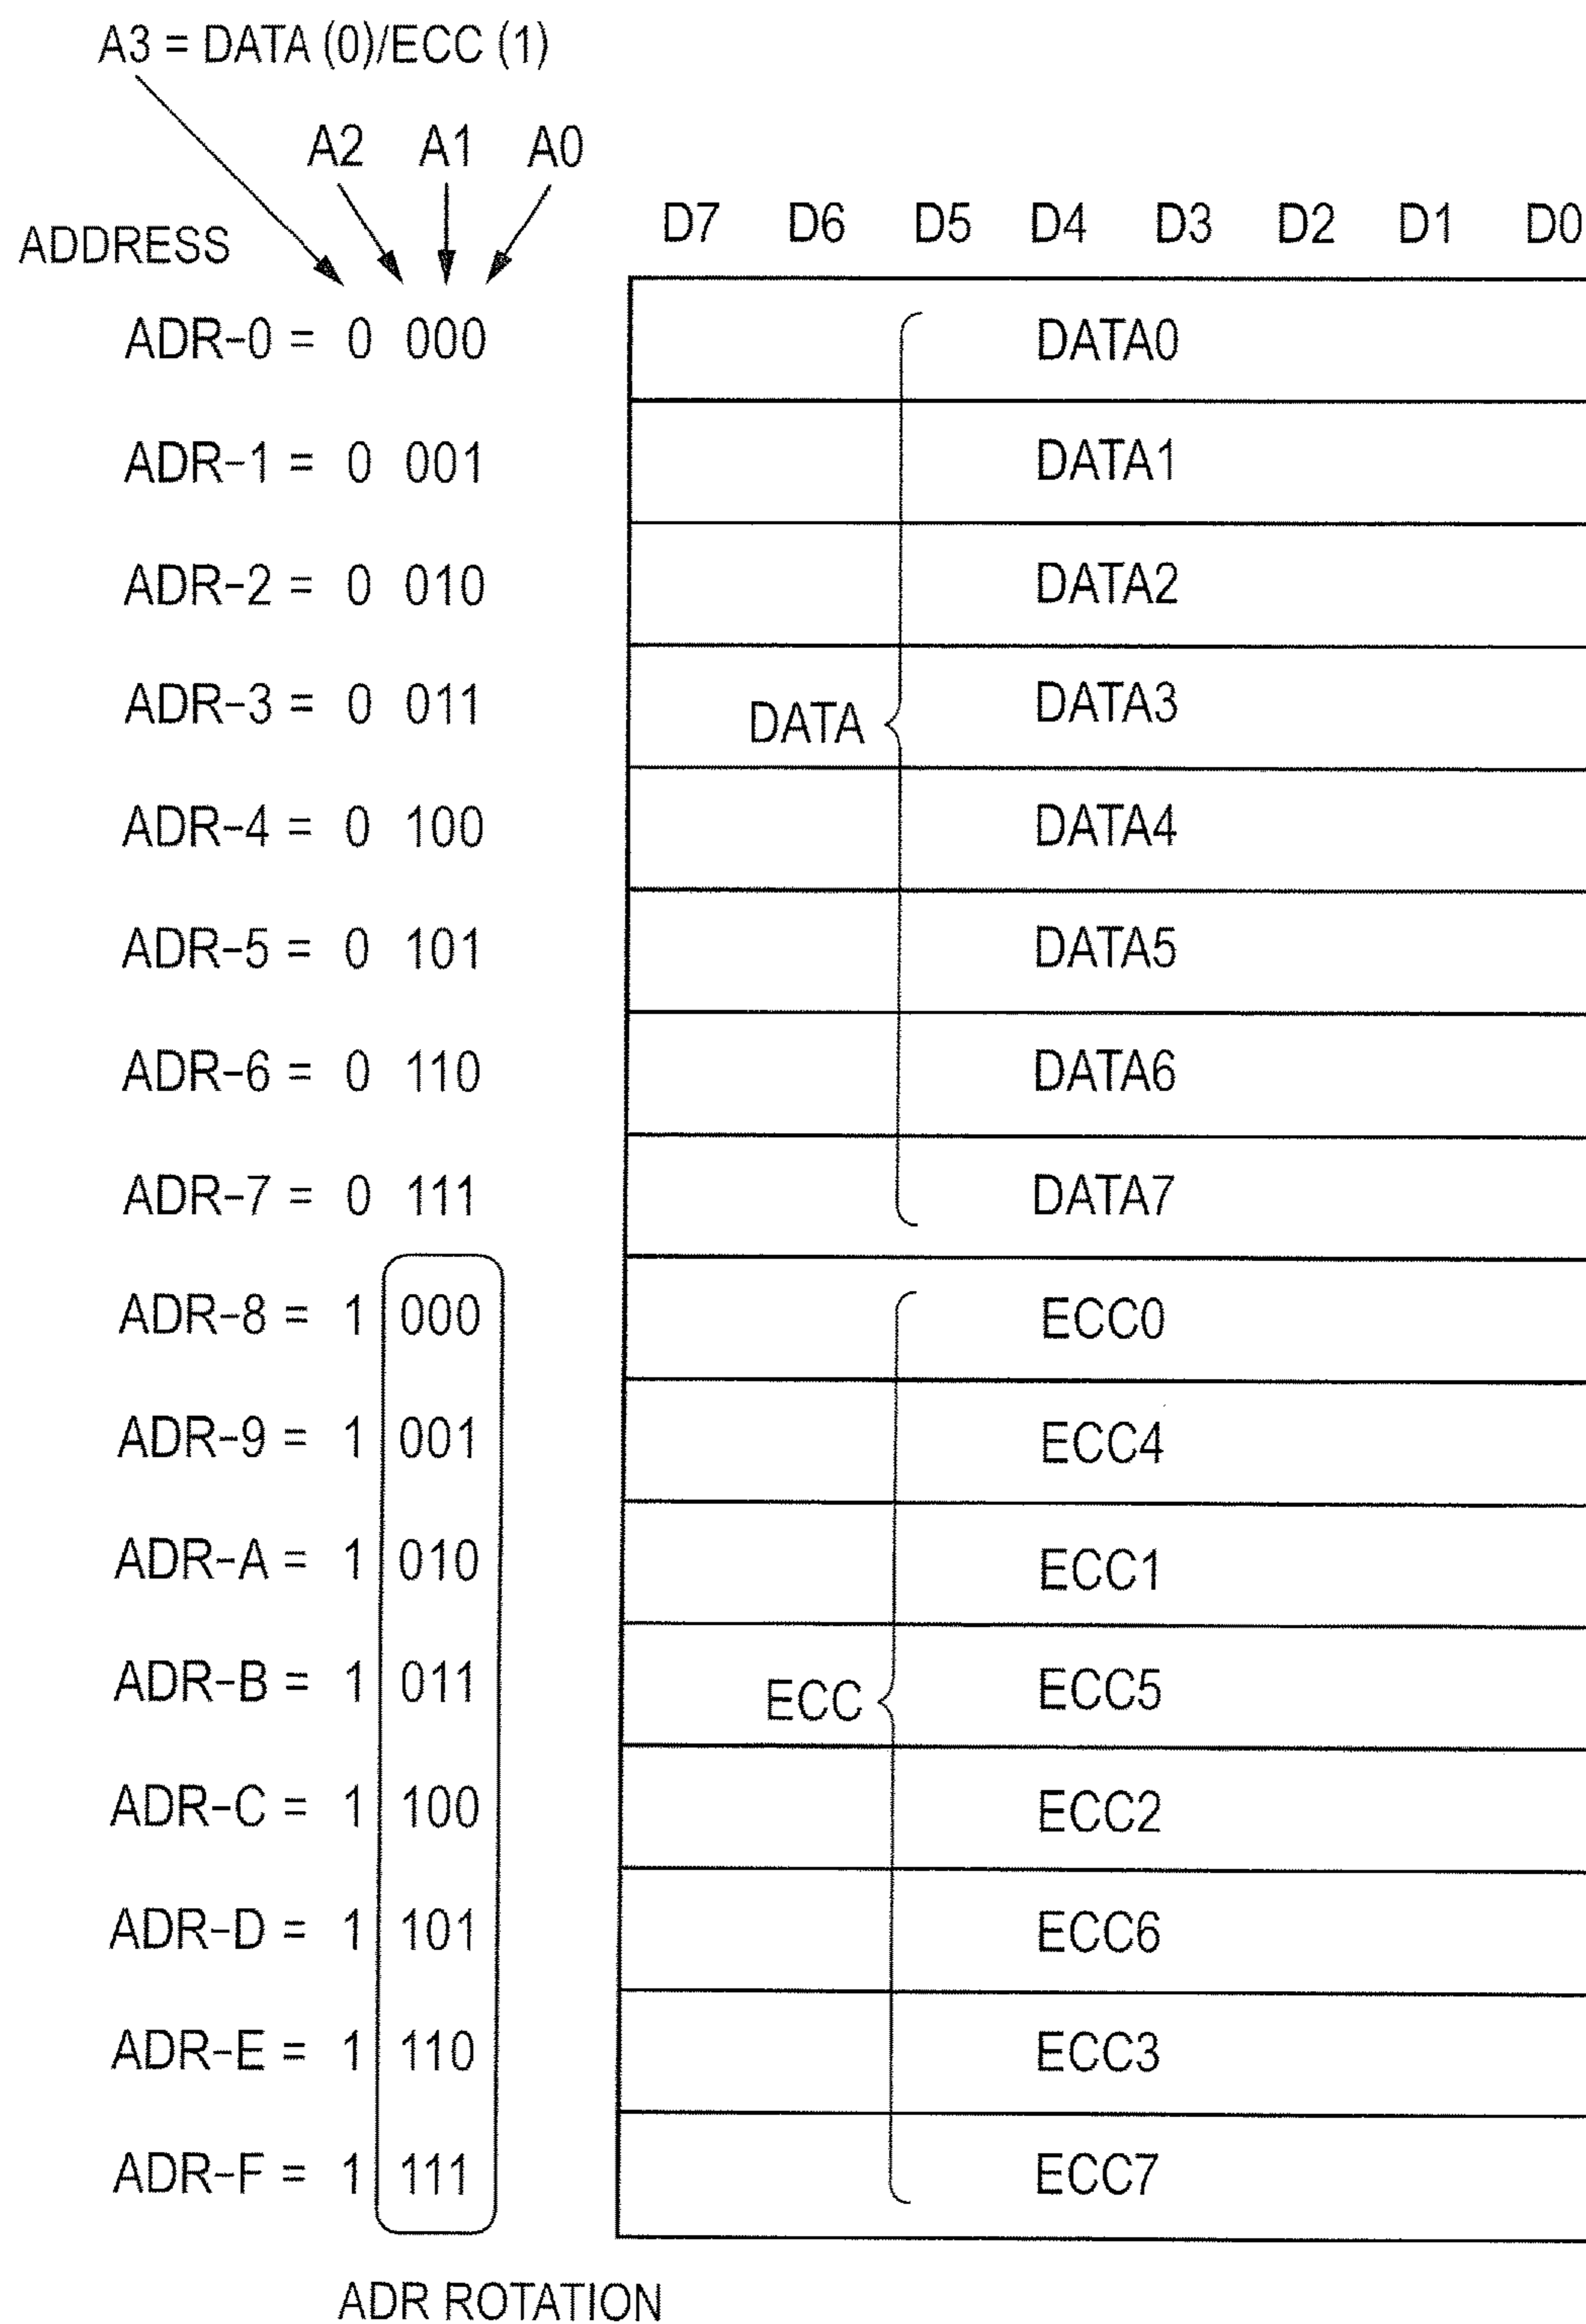 A3 = DATA (0)/ECC (1)
A2 A1 A0
ADDRESS D7 D6 D5 D4 D3 D2 D1 D0
ADR-0 = 0 000 DATA0
ADR-1 = 0 001 DATA1
ADR-2 = 0 010 DATA2
ADR-3 = 0 011 DATA DATA3
ADR-4 = 0 100 DATA4
ADR-5 = 0 101 DATA5
ADR-6 = 0 110 DATA6
ADR-7 = 0 111 DATA7
ADR-8 = 1 000 ECC0
ADR-9 = 1 001 ECC4
ADR-A = 1 010 ECC1
ADR-B = 1 011 ECC ECC5
ADR-C = 1 100 ECC2
ADR-D = 1 101 ECC6
ADR-E = 1 110 ECC3
ADR-F = 1 111 ECC7
ADR ROTATION